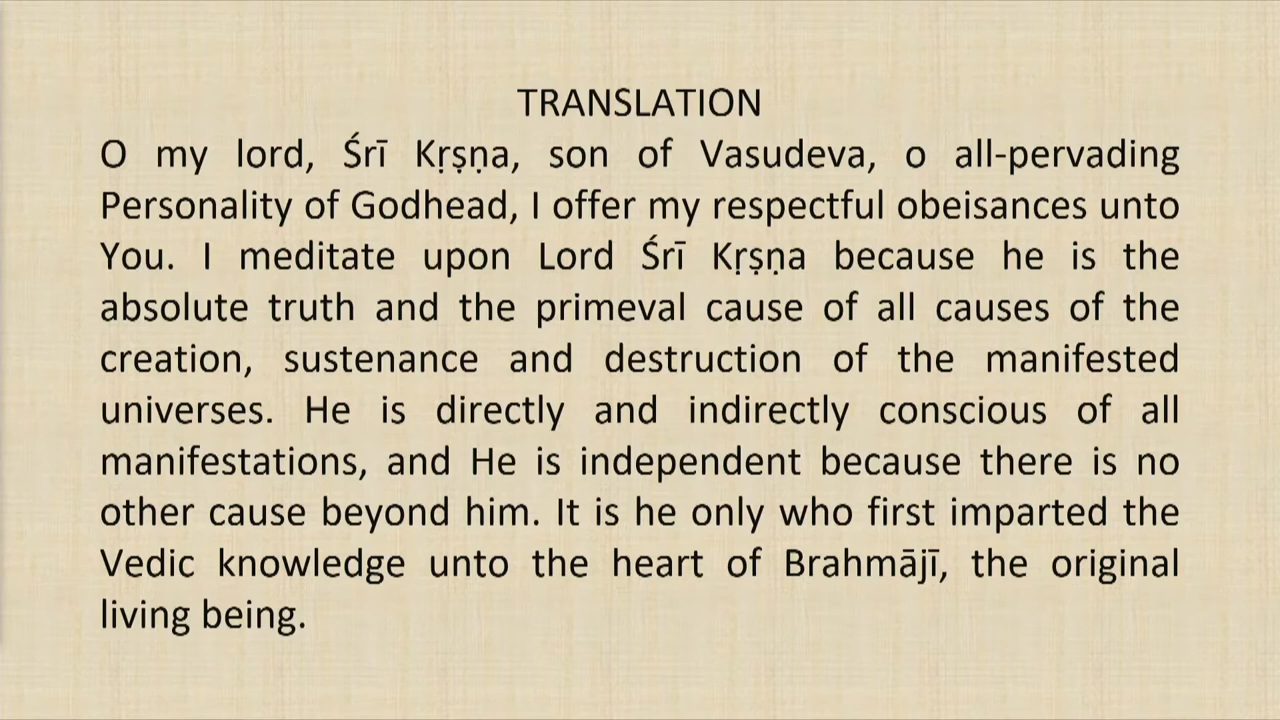 TRANSLATION
O my lord, Śrī Kṛṣṇa, son of Vasudeva, o all-pervading
Personality of Godhead, I offer my respectful obeisances unto
You. I meditate upon Lord Śrī Kṛṣṇa because he is the
absolute truth and the primeval cause of all causes of the
creation, sustenance and destruction of the manifested
universes. He is directly and indirectly conscious of all
manifestations, and He is independent because there is no
other cause beyond him. It is he only who first imparted the
Vedic knowledge unto the heart of Brahmājī, the original
living being.